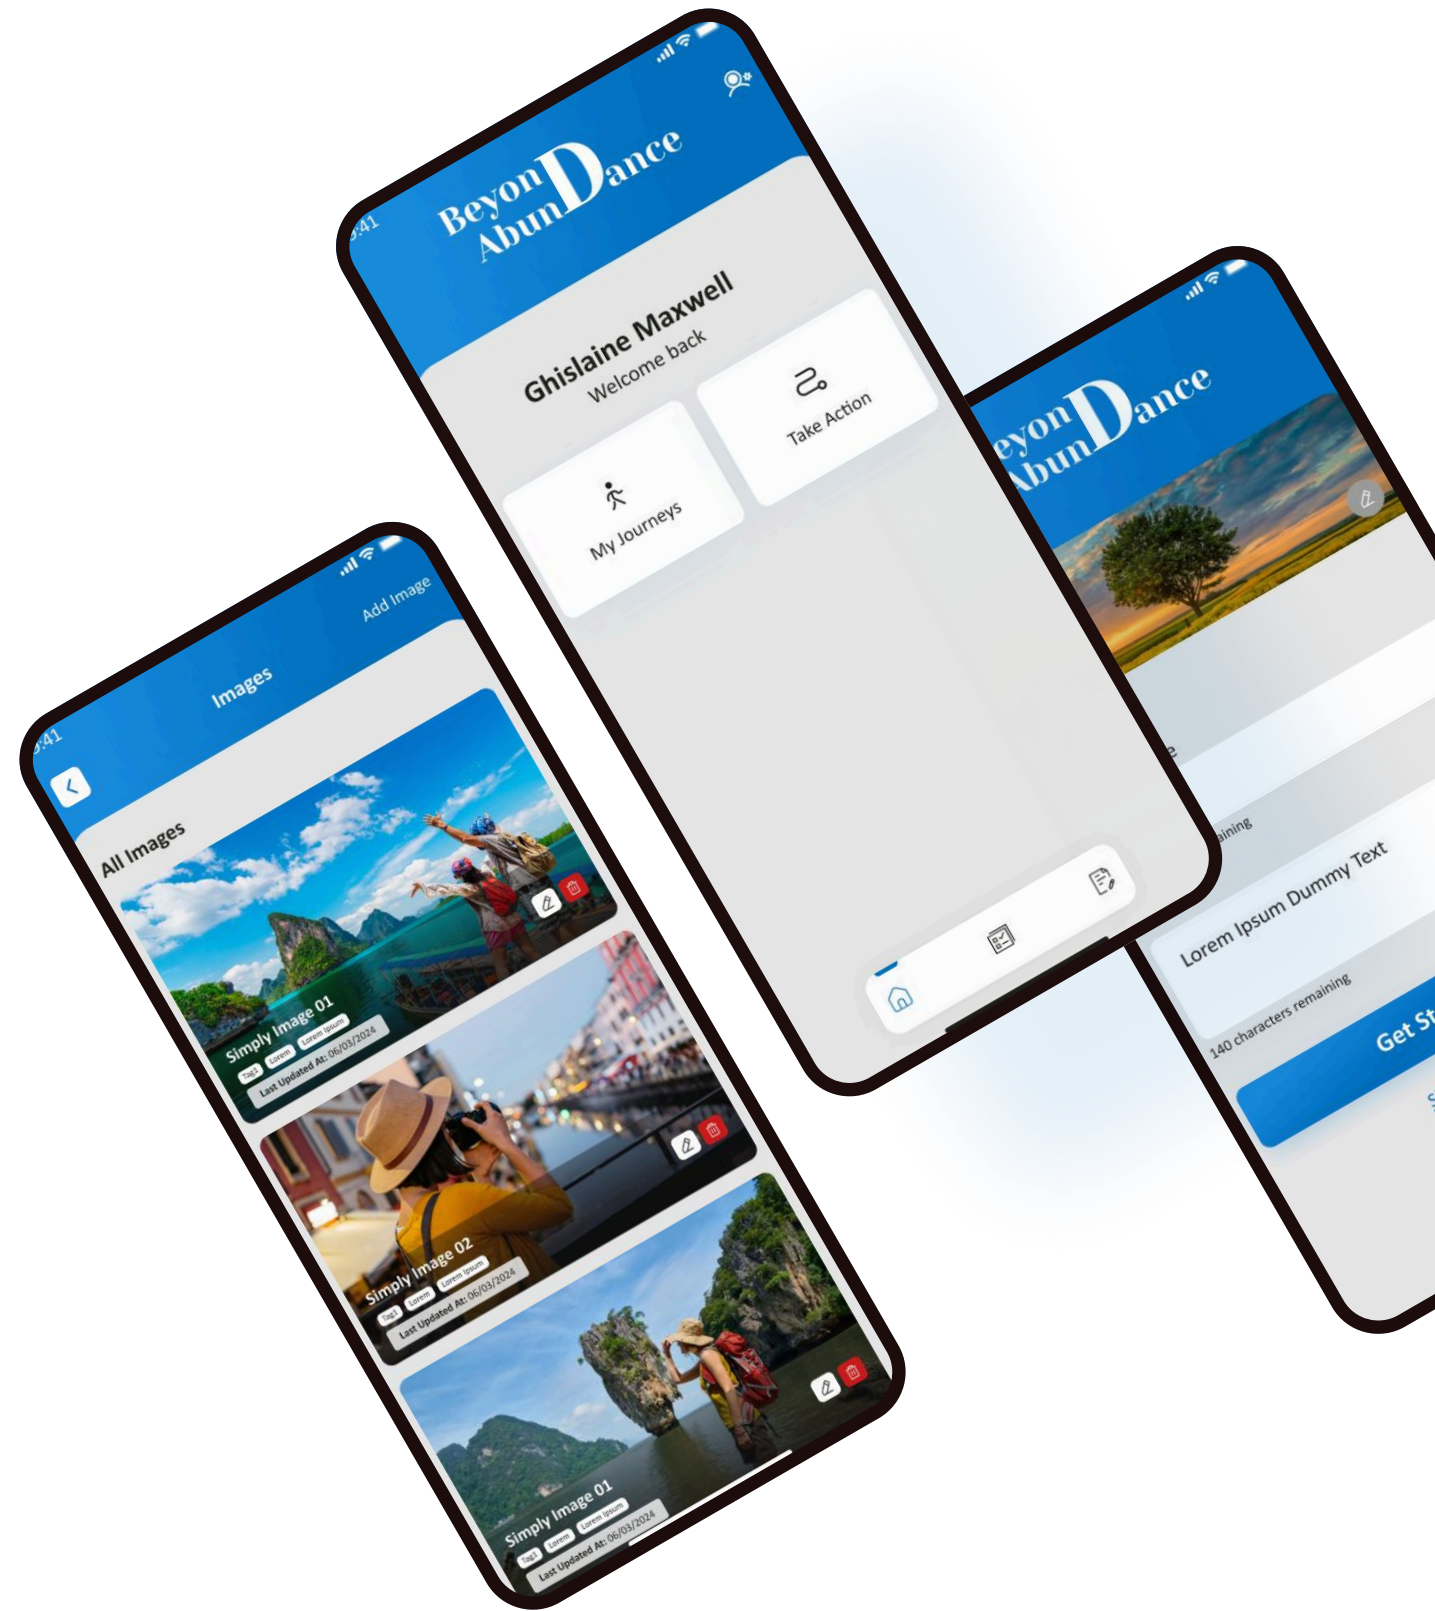 :41
Beyon
D
ance
Abun
Ghislaine Maxwell
Welcome back
My Journeys
Take Action
:41
Add Image
Images
All Images
Simply Image 01
Tag1 Lorem Lorem Ipsum
Last Updated At: 06/03/2024
Simply Image 02
Tag1 Lorem Lorem Ipsum
Last Updated At: 06/03/2024
Simply Image 01
Tag1 Lorem Lorem Ipsum
Last Updated At: 06/03/2024
eyon
D
ance
Abun
e
aining
Lorem Ipsum Dummy Text
140 characters remaining
Get St
S